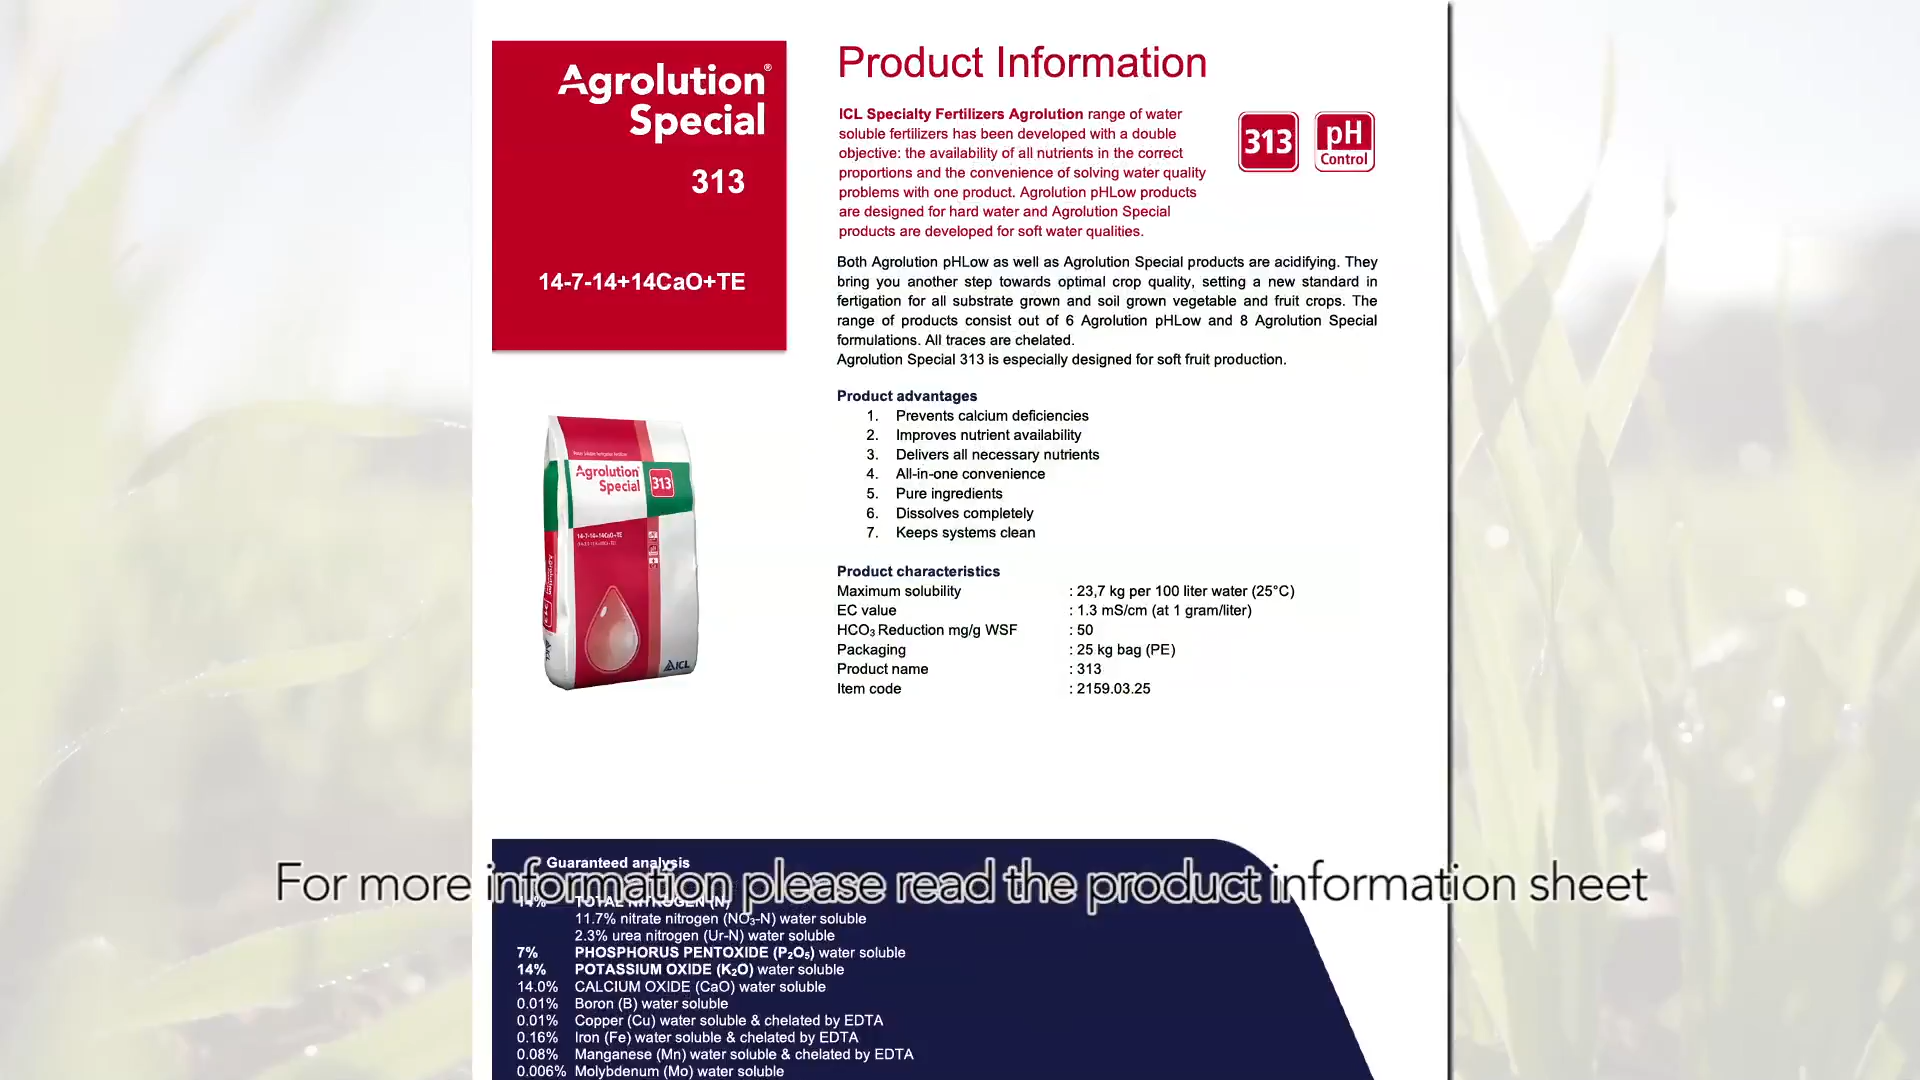 Agrolution®
Special
313
14-7-14+14CaO+TE
Product Information
ICL Specialty Fertilizers Agrolution range of water
soluble fertilizers has been developed with a double
objective: the availability of all nutrients in the correct
proportions and the convenience of solving water quality
problems with one product. Agrolution pHLow products
are designed for hard water and Agrolution Special
products are developed for soft water qualities.
313
pH
Control
Both Agrolution pHLow as well as Agrolution Special products are acidifying. They
bring you another step towards optimal crop quality, setting a new standard in
fertigation for all substrate grown and soil grown vegetable and fruit crops. The
range of products consist out of 6 Agrolution pHLow and 8 Agrolution Special
formulations. All traces are chelated.
Agrolution Special 313 is especially designed for soft fruit production.
Product advantages
1. Prevents calcium deficiencies
2. Improves nutrient availability
3. Delivers all necessary nutrients
4. All-in-one convenience
5. Pure ingredients
6. Dissolves completely
7. Keeps systems clean
Agrolution
Special
313
14-7-14+14CaO+TE
ICL
Product characteristics
Maximum solubility : 23,7 kg per 100 liter water (25°C)
EC value : 1.3 mS/cm (at 1 gram/liter)
HCO₃ Reduction mg/g WSF : 50
Packaging : 25 kg bag (PE)
Product name : 313
Item code : 2159.03.25
Guaranteed analysis
For more information please read the product information sheet
14% TOTAL NITROGEN (N)
11.7% nitrate nitrogen (NO₃-N) water soluble
2.3% urea nitrogen (Ur-N) water soluble
7% PHOSPHORUS PENTOXIDE (P₂O₅) water soluble
14% POTASSIUM OXIDE (K₂O) water soluble
14.0% CALCIUM OXIDE (CaO) water soluble
0.01% Boron (B) water soluble
0.01% Copper (Cu) water soluble & chelated by EDTA
0.16% Iron (Fe) water soluble & chelated by EDTA
0.08% Manganese (Mn) water soluble & chelated by EDTA
0.006% Molybdenum (Mo) water soluble